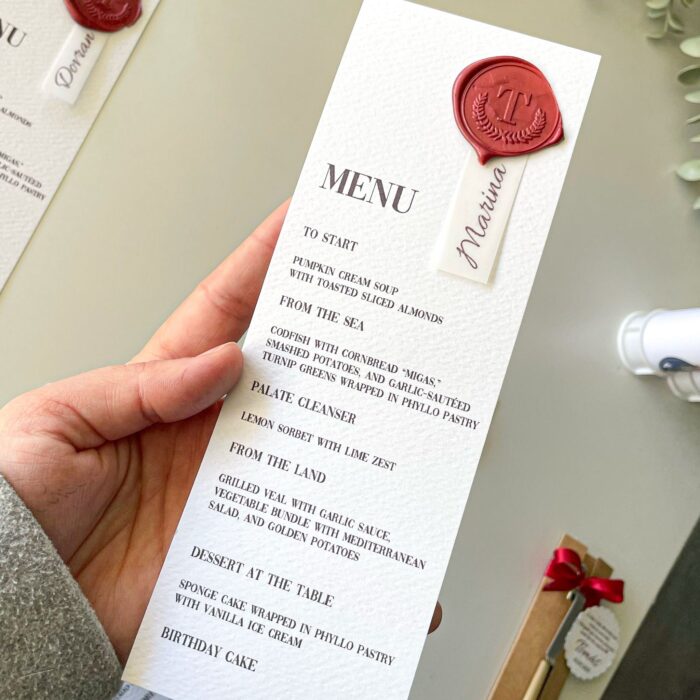 T
Marina
MENU
TO START
PUMPKIN CREAM SOUP
WITH TOASTED SLICED ALMONDS
FROM THE SEA
CODFISH WITH CORNBREAD “MIGAS,”
SMASHED POTATOES, AND GARLIC-SAUTÉED
TURNIP GREENS WRAPPED IN PHYLLO PASTRY
PALATE CLEANSER
LEMON SORBET WITH LIME ZEST
FROM THE LAND
GRILLED VEAL WITH GARLIC SAUCE,
VEGETABLE BUNDLE WITH MEDITERRANEAN
SALAD, AND GOLDEN POTATOES
DESSERT AT THE TABLE
SPONGE CAKE WRAPPED IN PHYLLO PASTRY
WITH VANILLA ICE CREAM
BIRTHDAY CAKE
Dorian
NU
ALMONDS
"MIGAS,"
GARLIC-SAUTÉED
PHYLLO PASTRY